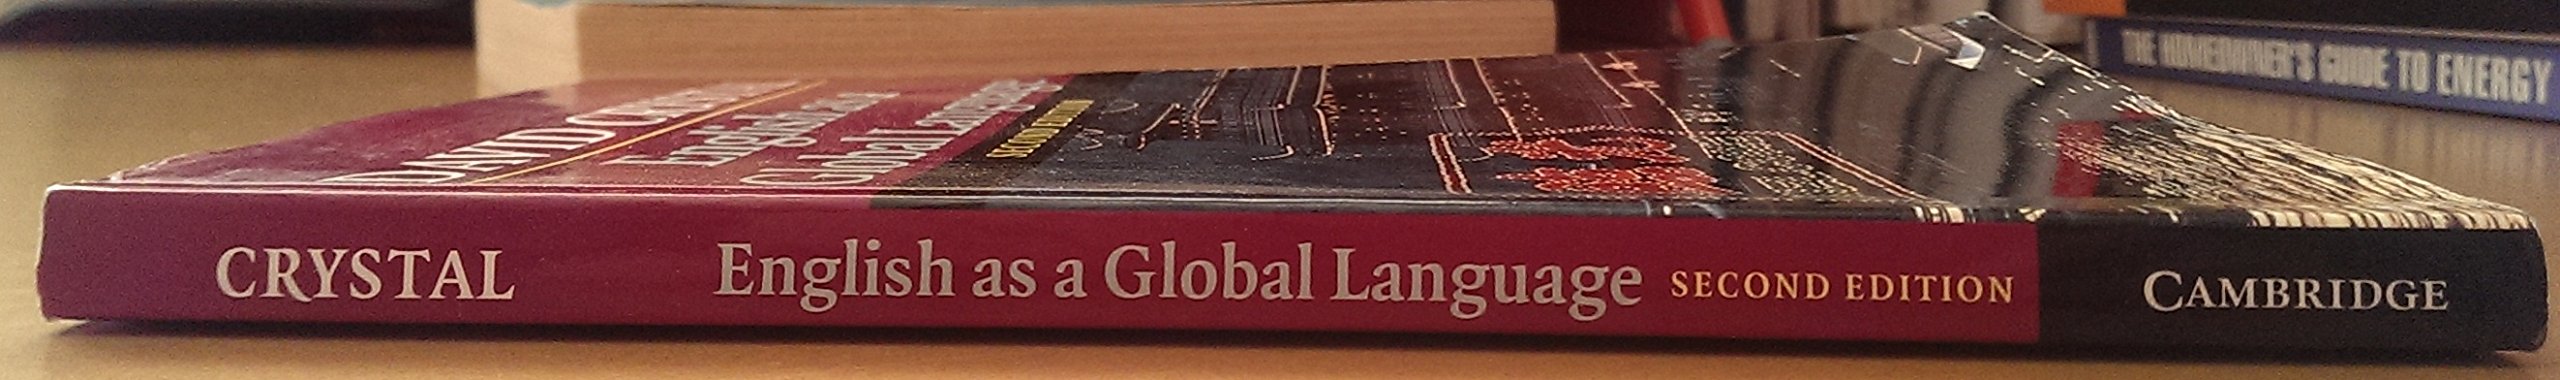 THE HOMEOWNER'S GUIDE TO ENERGY
DAVID CRYSTAL
English as a
Global Language
SECOND EDITION
CRYSTAL English as a Global Language SECOND EDITION CAMBRIDGE